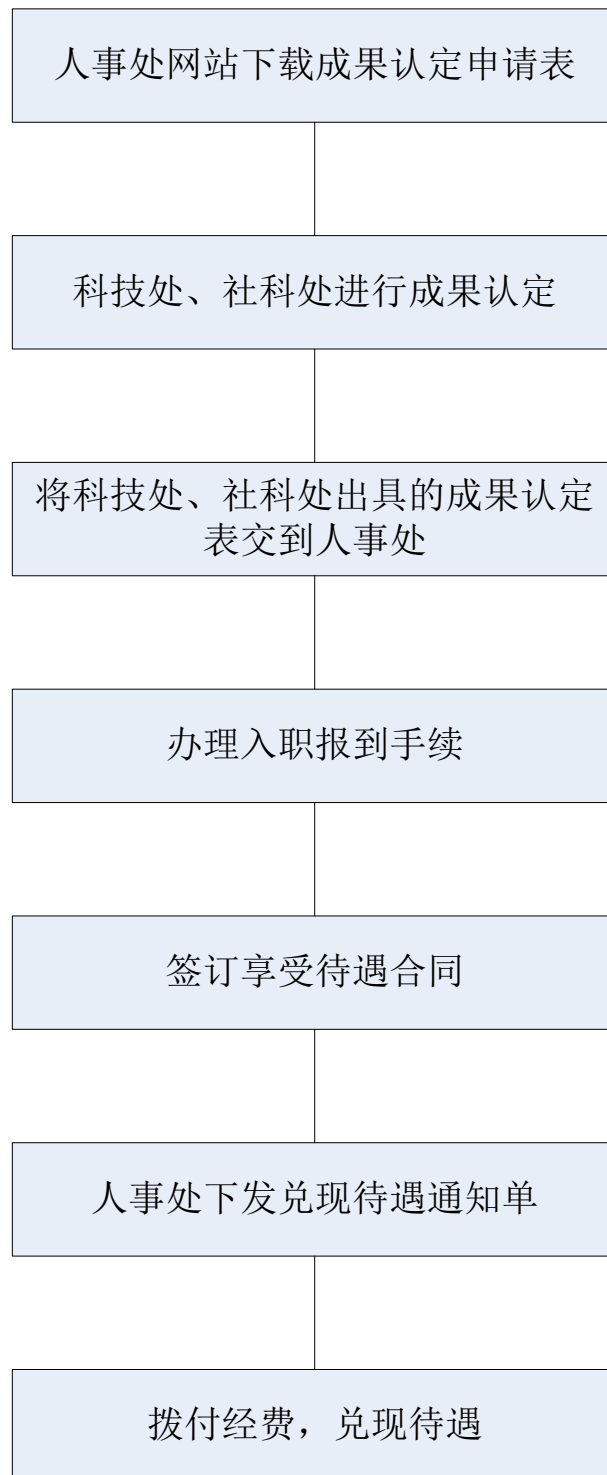 人事处网站下载成果认定申请表
科技处、社科处进行成果认定
将科技处、社科处出具的成果认定
表交到人事处
办理入职报到手续
签订享受待遇合同
人事处下发兑现待遇通知单
拨付经费，兑现待遇